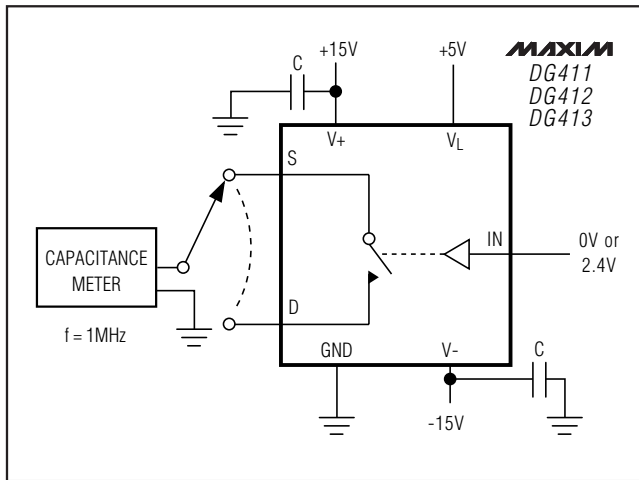 +15V
+5V
MAXIM
DG411
DG412
DG413
C
V+
VL
S
IN
0V or
2.4V
CAPACITANCE
METER
D
f = 1MHz
GND
V-
C
-15V